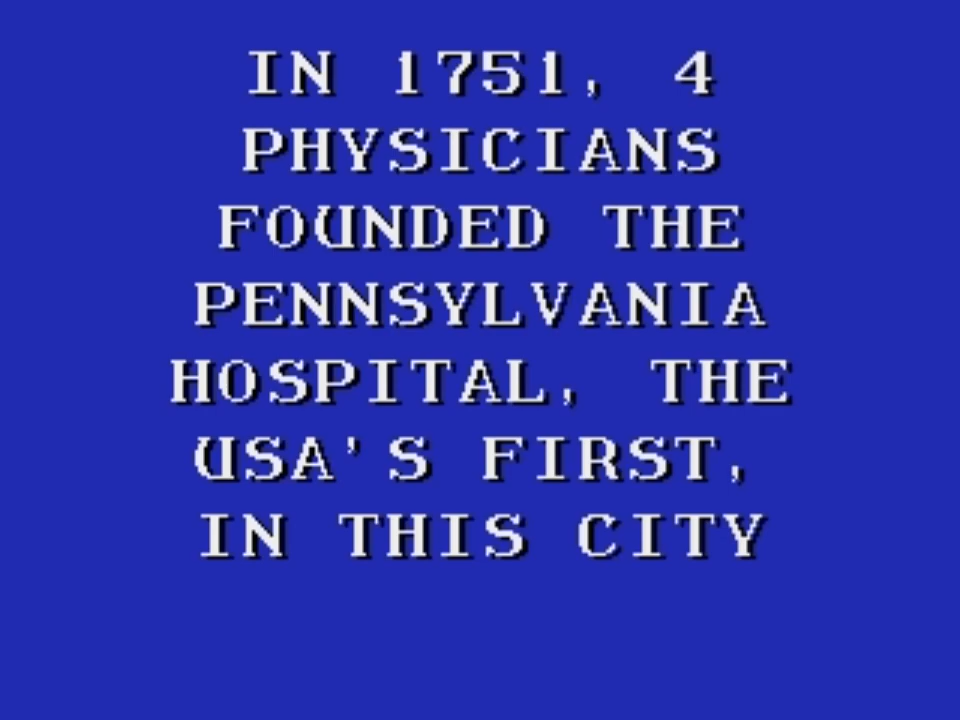 IN 1751, 4
PHYSICIANS
FOUNDED THE
PENNSYLVANIA
HOSPITAL, THE
USA'S FIRST,
IN THIS CITY